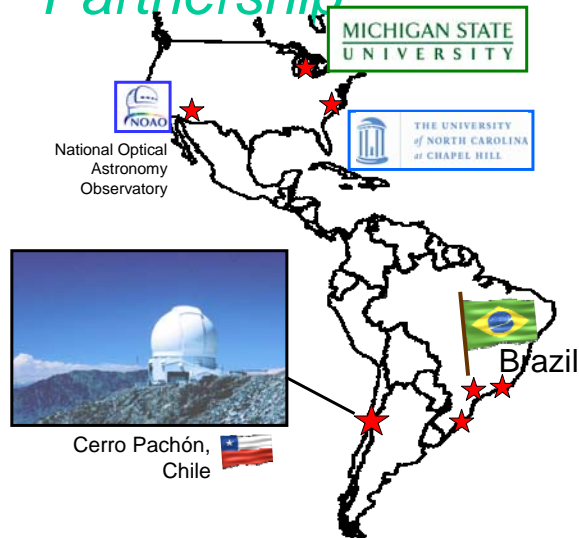 Partnership
MICHIGAN STATE
UNIVERSITY
NOAO
National Optical
Astronomy
Observatory
THE UNIVERSITY
of NORTH CAROLINA
at CHAPEL HILL
Brazil
Cerro Pachón,
Chile